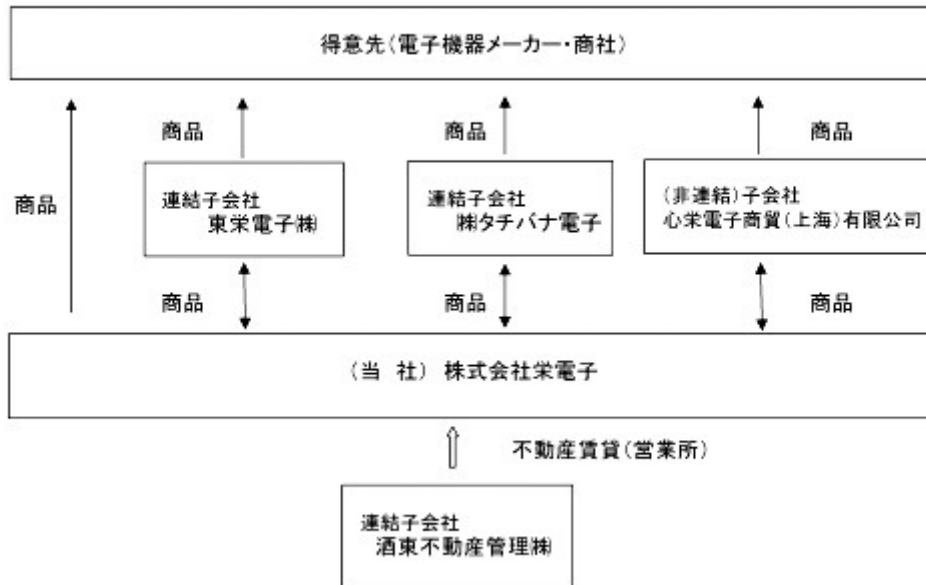 得意先(電子機器メーカー・商社)
商品
商品
商品
商品
連結子会社
東栄電子㈱
連結子会社
㈱タチバナ電子
(非連結)子会社
心栄電子商貿(上海)有限公司
商品
商品
商品
(当 社) 株式会社栄電子
不動産賃貸(営業所)
連結子会社
酒東不動産管理㈱